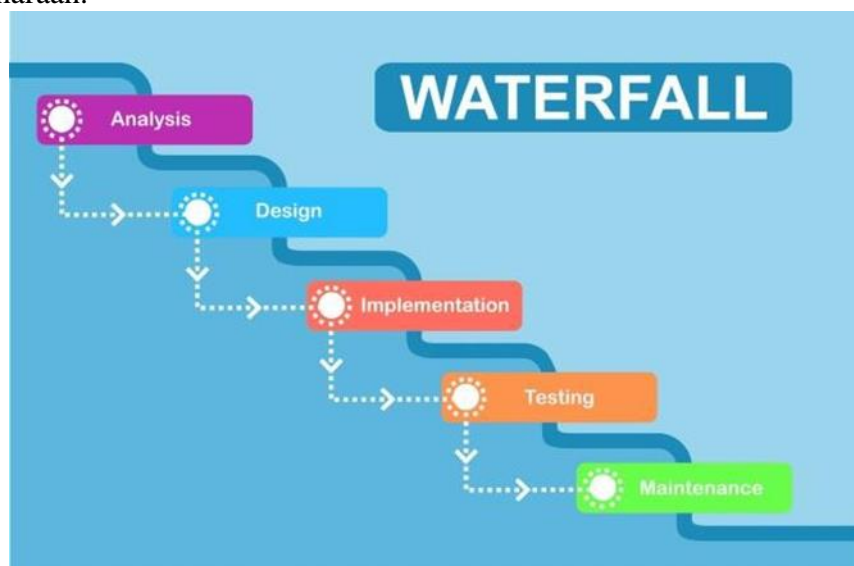 WATERFALL
Analysis
Design
Implementation
Testing
Maintenance